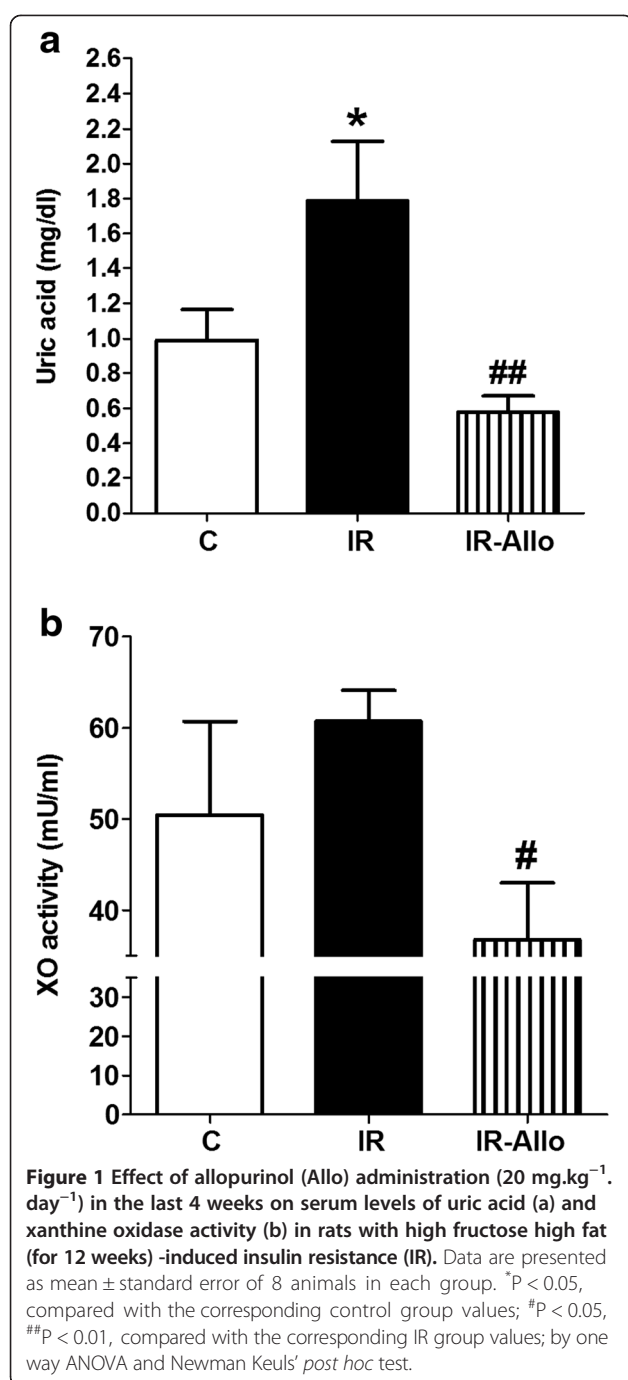 a
2.6
2.4
2.2
2.0
1.8
1.6
1.4
1.2
1.0
0.8
0.6
0.4
0.2
0.0
Uric acid (mg/dl)
*
##
C IR IR-Allo
b
70
60
50
40
30
20
10
0
XO activity (mU/ml)
#
C IR IR-Allo
Figure 1 Effect of allopurinol (Allo) administration (20 mg.kg⁻¹.
day⁻¹) in the last 4 weeks on serum levels of uric acid (a) and
xanthine oxidase activity (b) in rats with high fructose high fat
(for 12 weeks) -induced insulin resistance (IR). Data are presented
as mean ± standard error of 8 animals in each group. *P < 0.05,
compared with the corresponding control group values; #P < 0.05,
##P < 0.01, compared with the corresponding IR group values; by one
way ANOVA and Newman Keuls’ post hoc test.